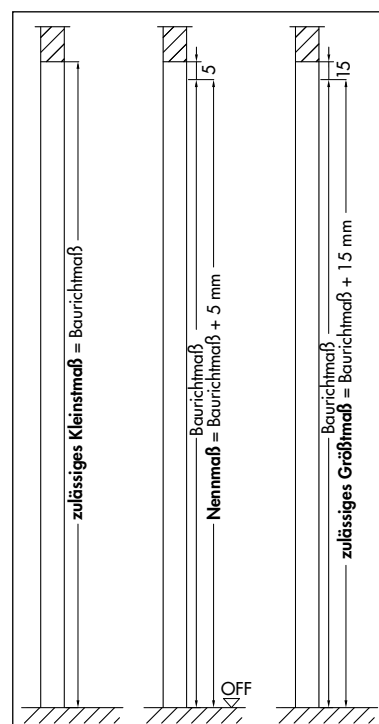 zulässiges Kleinstmaß = Baurichtmaß
5
Baurichtmaß
Nennmaß = Baurichtmaß + 5 mm
OFF
15
Baurichtmaß
zulässiges Größtmaß = Baurichtmaß + 15 mm